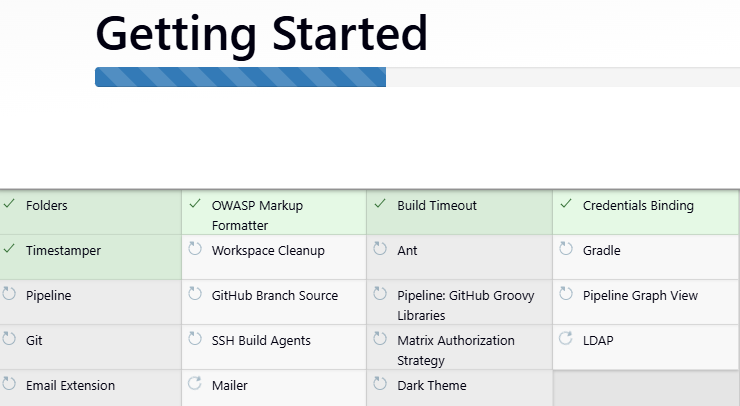 Getting Started
Folders
OWASP Markup
Formatter
Build Timeout
Credentials Binding
Timestamper
Workspace Cleanup
Ant
Gradle
Pipeline
GitHub Branch Source
Pipeline: GitHub Groovy
Libraries
Pipeline Graph View
Git
SSH Build Agents
Matrix Authorization
Strategy
LDAP
Email Extension
Mailer
Dark Theme